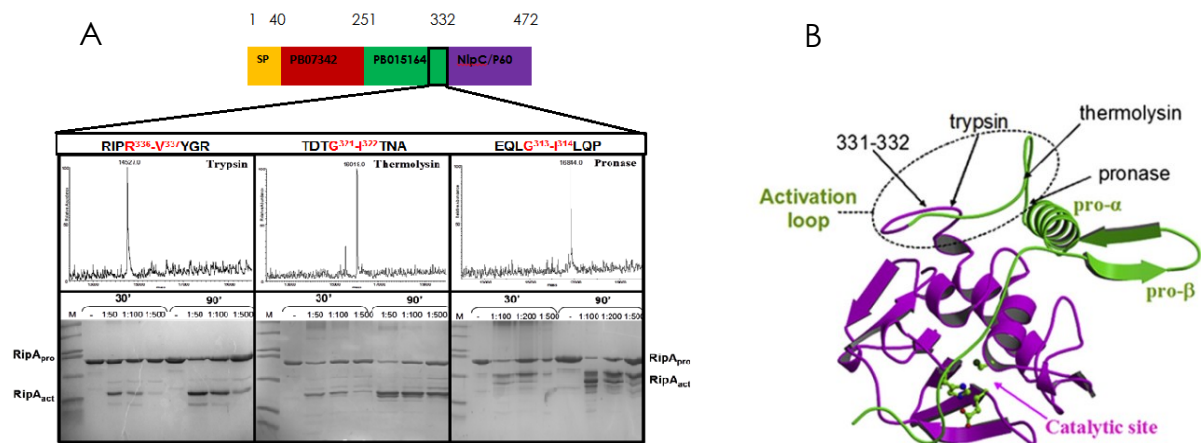 A
1 40 251 332 472
SP PB07342 PB015164 NlpC/P60
RIPR336-V337YGR TDTG321-I322TNA EQLG313-I314LQP
Trypsin Thermolysin Pronase
14527.0
30' 90' 30' 90' 30' 90'
M - 1:50 1:100 1:500 - 1:50 1:100 1:500 M - 1:50 1:100 1:500 - 1:50 1:100 1:500 M - 1:100 1:200 1:500 - 1:100 1:200 1:500
RipApro RipApro
RipAact RipAact
B
thermolysin
trypsin
331-332
pronase
Activation
loop
pro-α
pro-β
Catalytic site